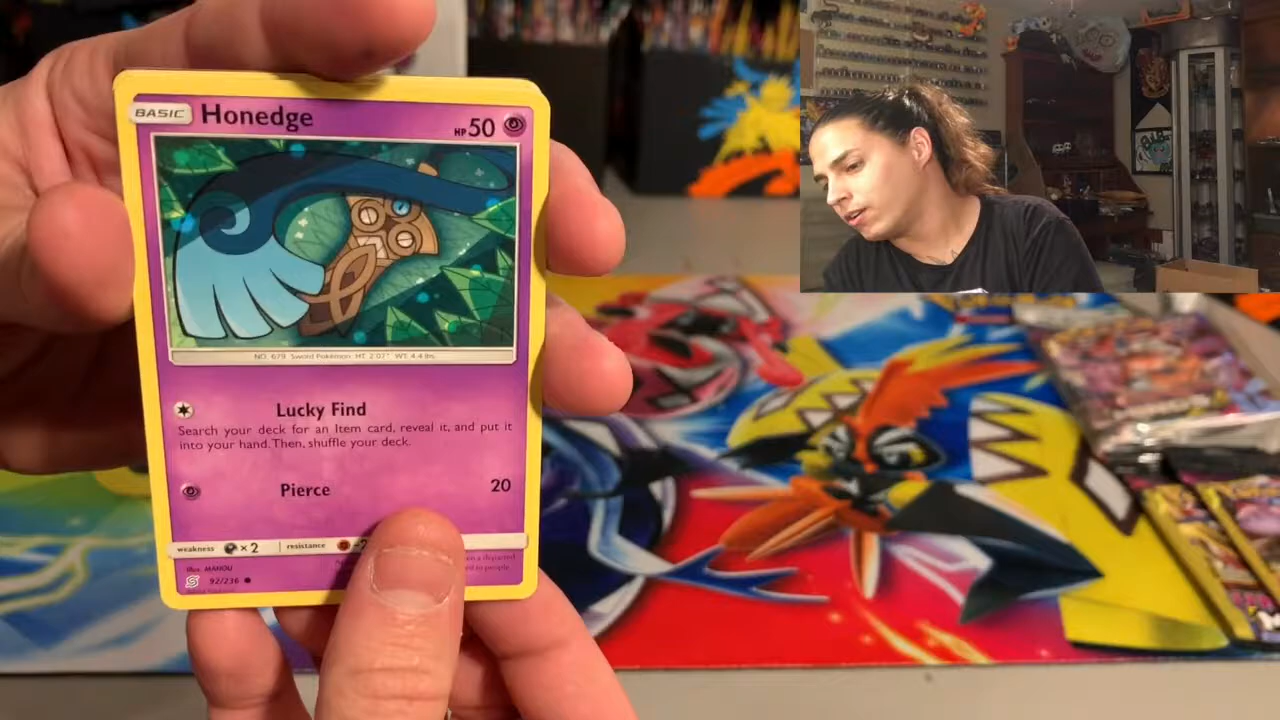 BASIC Honedge HP 50
NO. 679 Sword Pokémon HT: 2'07" WT: 4.4 lbs.
Lucky Find
Search your deck for an Item card, reveal it, and put it
into your hand. Then, shuffle your deck.
Pierce 20
weakness ×2 resistance
illus. MAHOU
92/236